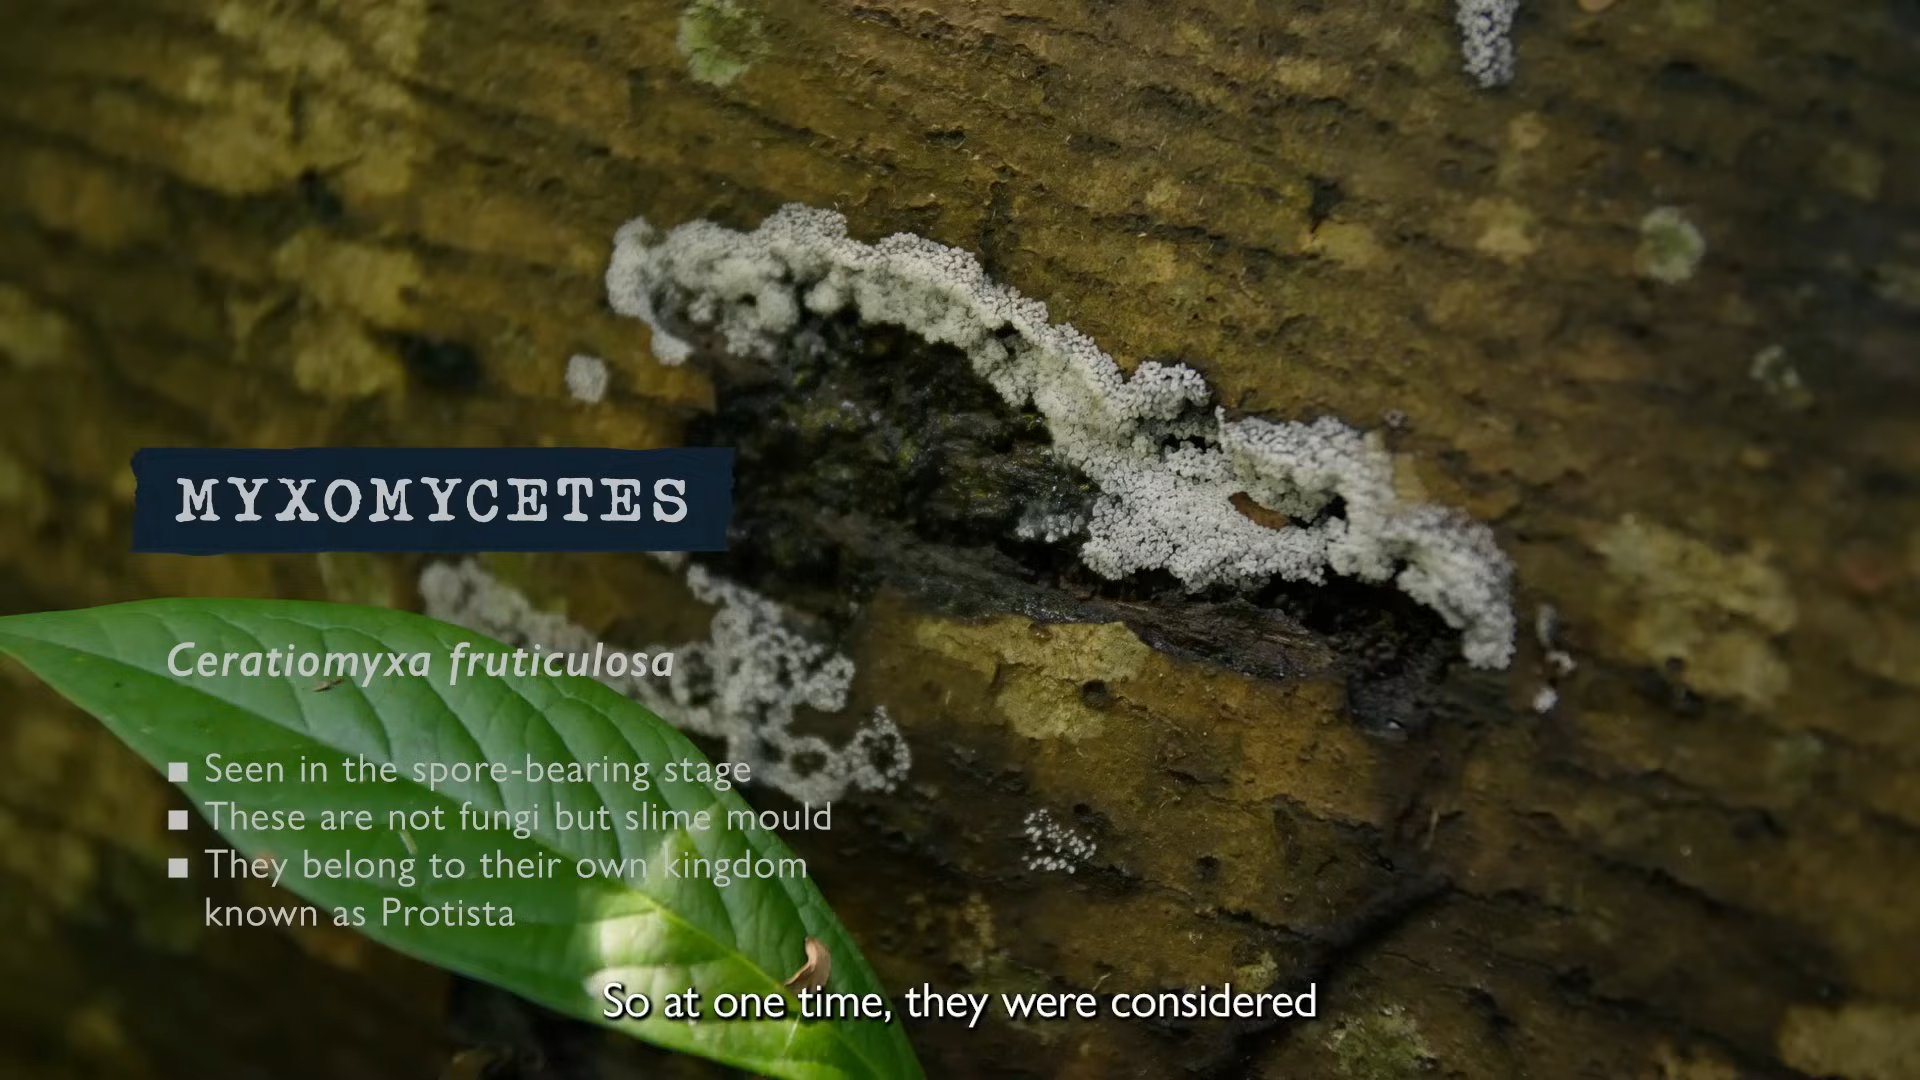 MYXOMYCETES
Ceratiomyxa fruticulosa
▪ Seen in the spore-bearing stage
▪ These are not fungi but slime mould
▪ They belong to their own kingdom
known as Protista
So at one time, they were considered